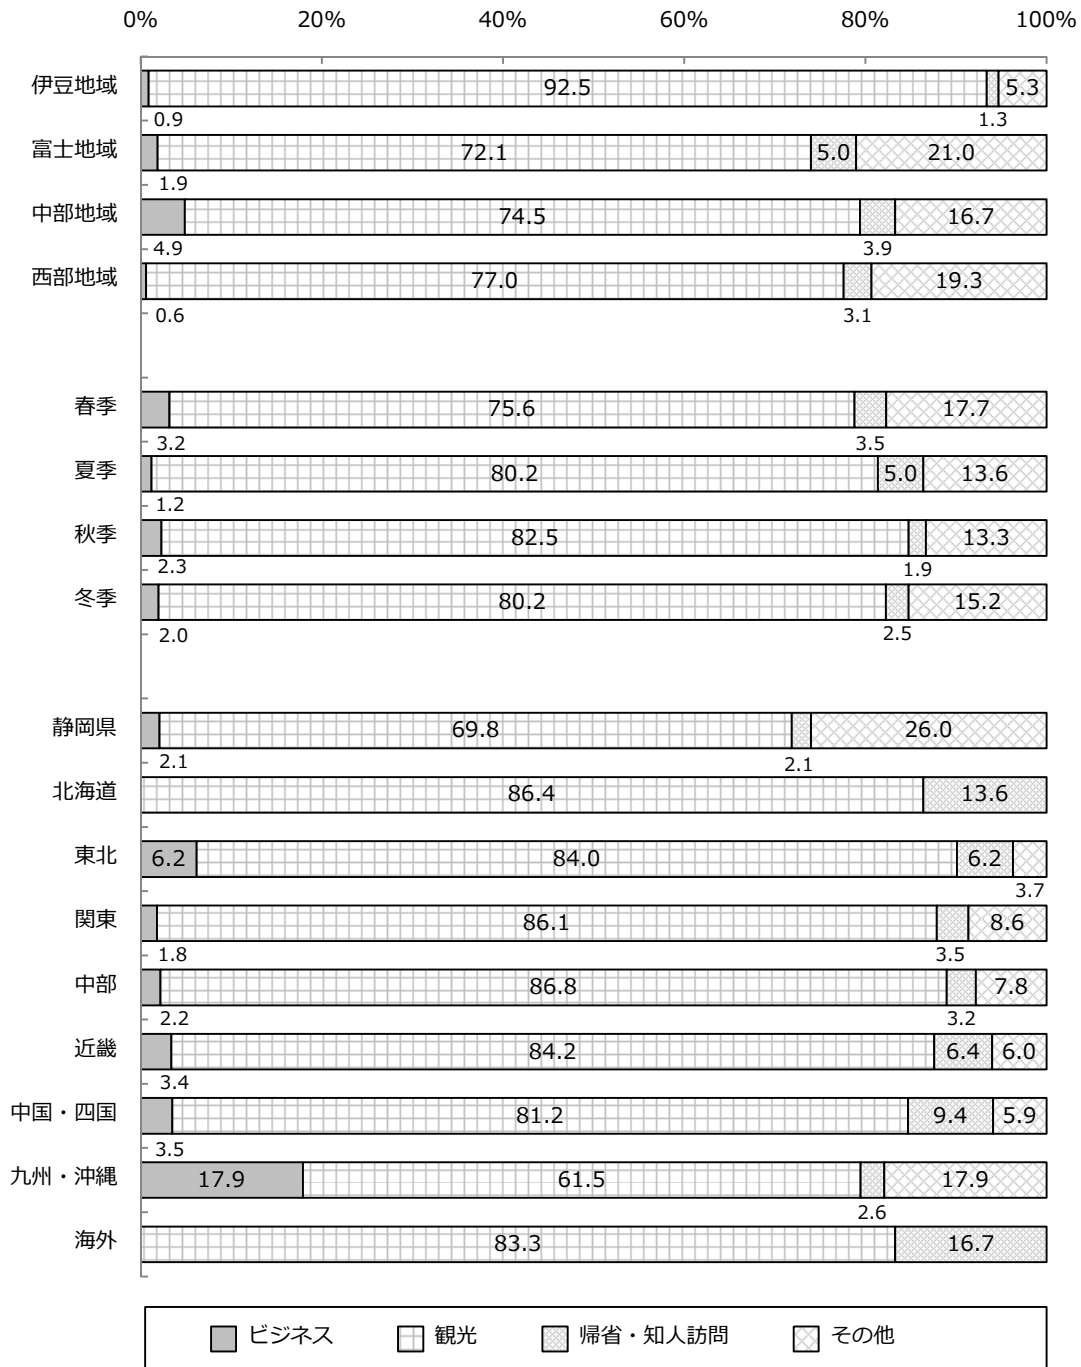 0% 20% 40% 60% 80% 100%
伊豆地域 92.5 5.3
0.9 1.3
富士地域 72.1 5.0 21.0
1.9
中部地域 74.5 16.7
4.9 3.9
西部地域 77.0 19.3
0.6 3.1
春季 75.6 17.7
3.2 3.5
夏季 80.2 5.0 13.6
1.2
秋季 82.5 13.3
2.3 1.9
冬季 80.2 15.2
2.0 2.5
静岡県 69.8 26.0
2.1 2.1
北海道 86.4 13.6
東北 6.2 84.0 6.2
3.7
関東 86.1 8.6
1.8 3.5
中部 86.8 7.8
2.2 3.2
近畿 84.2 6.4 6.0
3.4
中国・四国 81.2 9.4 5.9
3.5
九州・沖縄 17.9 61.5 17.9
2.6
海外 83.3 16.7
ビジネス 観光 帰省・知人訪問 その他